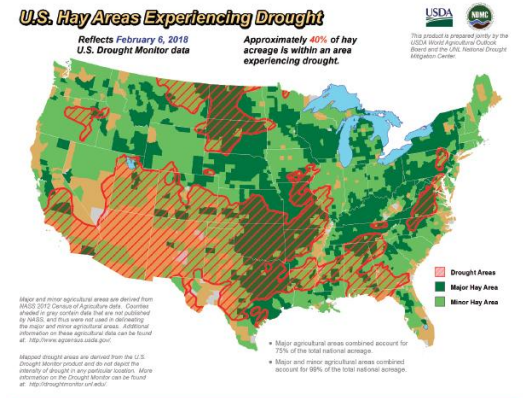 U.S. Hay Areas Experiencing Drought
Reflects February 6, 2018
U.S. Drought Monitor data
Approximately 40% of hay
acreage is within an area
experiencing drought.
USDA
NDMC
This product is prepared jointly by the
USDA World Agricultural Outlook
Board and the UNL National Drought
Mitigation Center.
Drought Areas
Major Hay Area
Minor Hay Area
Major and minor agricultural areas are derived from
NASS 2012 Census of Agriculture data. Counties
shaded in gray contain data that are not published
by NASS, and thus were not used in delineating
the major and minor agricultural areas. Additional
information on these agricultural data can be found
at http://www.agcensus.usda.gov/.
Mapped drought areas are derived from the U.S.
Drought Monitor product and do not depict the
intensity of drought in any particular location. More
information on the Drought Monitor can be found
at http://droughtmonitor.unl.edu/.
• Major agricultural areas combined account for
75% of the total national acreage.
• Major and minor agricultural areas combined
account for 99% of the total national acreage.